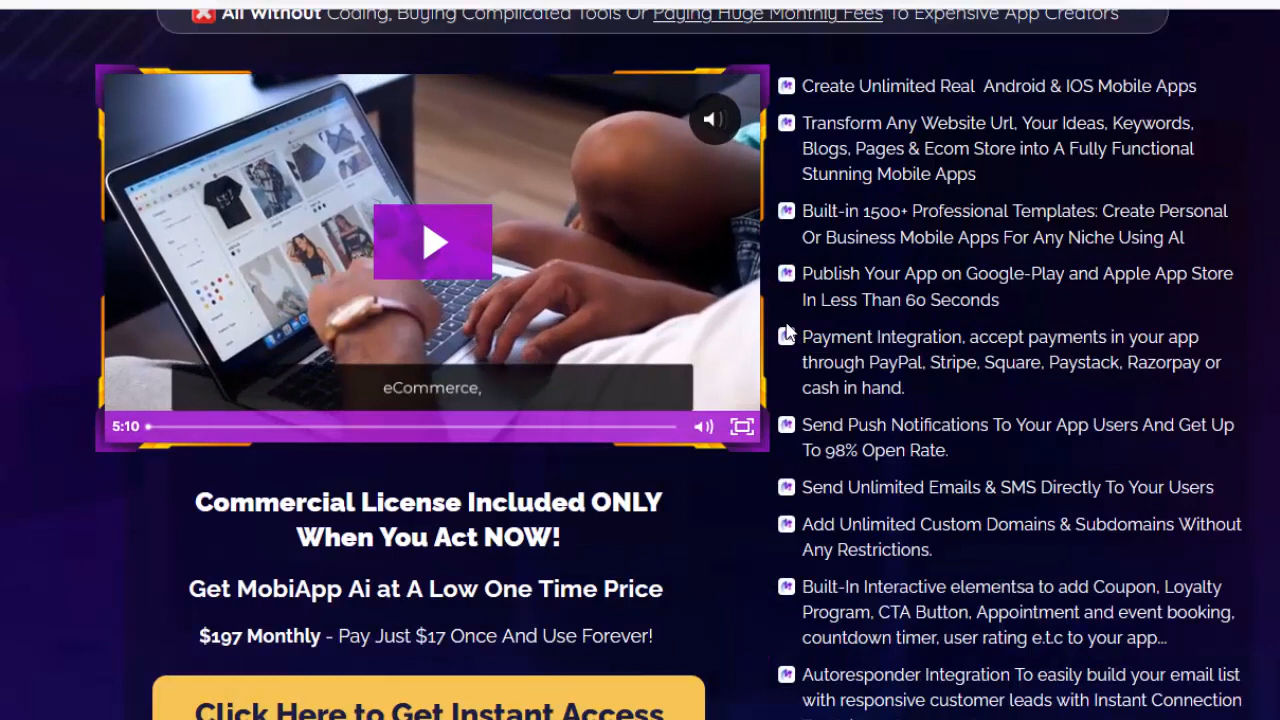 All Without Coding, Buying Complicated Tools Or Paying Huge Monthly Fees To Expensive App Creators
eCommerce,
5:10
Commercial License Included ONLY
When You Act NOW!
Get MobiApp Ai at A Low One Time Price
$197 Monthly - Pay Just $17 Once And Use Forever!
Click Here to Get Instant Access
Create Unlimited Real Android & IOS Mobile Apps
Transform Any Website Url, Your Ideas, Keywords,
Blogs, Pages & Ecom Store into A Fully Functional
Stunning Mobile Apps
Built-in 1500+ Professional Templates: Create Personal
Or Business Mobile Apps For Any Niche Using AI
Publish Your App on Google-Play and Apple App Store
In Less Than 60 Seconds
Payment Integration, accept payments in your app
through PayPal, Stripe, Square, Paystack, Razorpay or
cash in hand.
Send Push Notifications To Your App Users And Get Up
To 98% Open Rate.
Send Unlimited Emails & SMS Directly To Your Users
Add Unlimited Custom Domains & Subdomains Without
Any Restrictions.
Built-In Interactive elementsa to add Coupon, Loyalty
Program, CTA Button, Appointment and event booking,
countdown timer, user rating e.t.c to your app...
Autoresponder Integration To easily build your email list
with responsive customer leads with Instant Connection